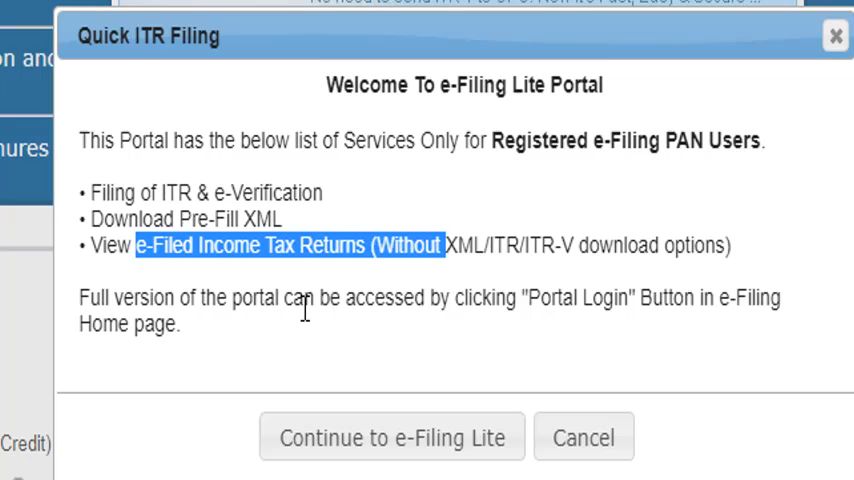 Quick ITR Filing
on and
Welcome To e-Filing Lite Portal
This Portal has the below list of Services Only for Registered e-Filing PAN Users.
nures
• Filing of ITR & e-Verification
• Download Pre-Fill XML
• View e-Filed Income Tax Returns (Without XML/ITR/ITR-V download options)
Full version of the portal can be accessed by clicking "Portal Login" Button in e-Filing
Home page.
Credit)
Continue to e-Filing Lite
Cancel